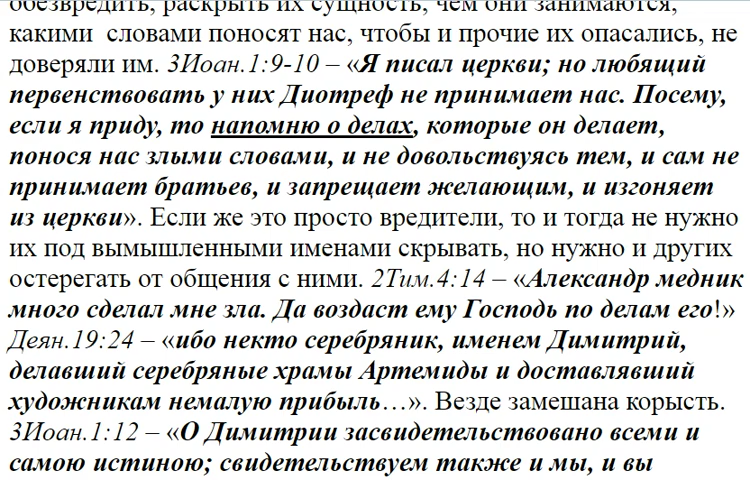 обезвредить, раскрыть их сущность, чем они занимаются,
какими словами поносят нас, чтобы и прочие их опасались, не
доверяли им. 3Иоан.1:9-10 – «Я писал церкви; но любящий
первенствовать у них Диотреф не принимает нас. Посему,
если я приду, то напомню о делах, которые он делает,
понося нас злыми словами, и не довольствуясь тем, и сам не
принимает братьев, и запрещает желающим, и изгоняет
из церкви». Если же это просто вредители, то и тогда не нужно
их под вымышленными именами скрывать, но нужно и других
остерегать от общения с ними. 2Тим.4:14 – «Александр медник
много сделал мне зла. Да воздаст ему Господь по делам его!»
Деян.19:24 – «ибо некто серебряник, именем Димитрий,
делавший серебряные храмы Артемиды и доставлявший
художникам немалую прибыль…». Везде замешана корысть.
3Иоан.1:12 – «О Димитрии засвидетельствовано всеми и
самою истиною; свидетельствуем также и мы, и вы